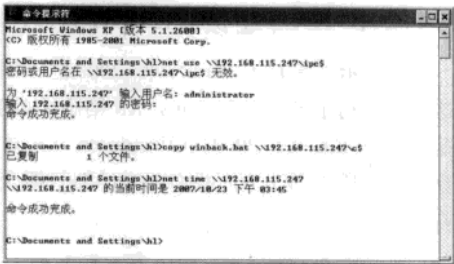 命令提示符
Microsoft Windows XP [版本 5.1.2600]
(C) 版权所有 1985-2001 Microsoft Corp.
C:\Documents and Settings\hl>net use \\192.168.115.247\ipc$
密码或用户名在 \\192.168.115.247\ipc$ 无效。
为 '192.168.115.247' 输入用户名: administrator
输入 192.168.115.247 的密码:
命令成功完成。
C:\Documents and Settings\hl>copy winback.bat \\192.168.115.247\c$
已复制         1 个文件。
C:\Documents and Settings\hl>net time \\192.168.115.247
\\192.168.115.247 的当前时间是 2007/10/23 下午 03:45
命令成功完成。
C:\Documents and Settings\hl>